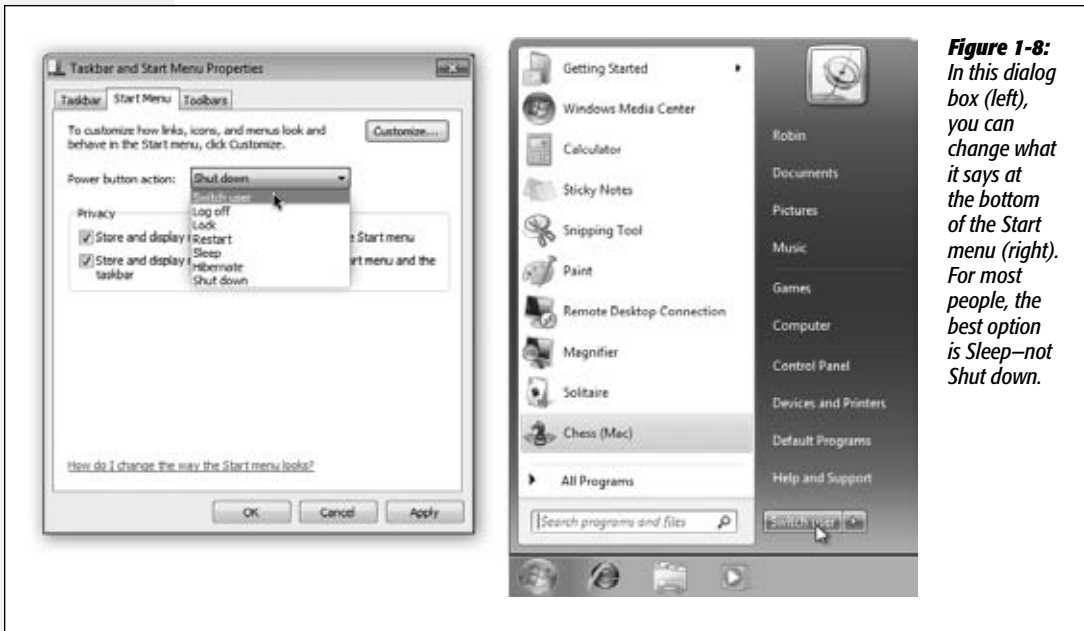 Taskbar and Start Menu Properties
Taskbar
Start Menu
Toolbars
To customize how links, icons, and menus look and
behave in the Start menu, click Customize.
Customize...
Power button action:
Shut down
Switch user
Log off
Lock
Restart
Sleep
Hibernate
Shut down
Privacy
Store and display
e Start menu
Store and display
rt menu and the
taskbar
How do I change the way the Start menu looks?
OK
Cancel
Apply
Getting Started
Windows Media Center
Calculator
Sticky Notes
Snipping Tool
Paint
Remote Desktop Connection
Magnifier
Solitaire
Chess (Mac)
All Programs
Search programs and files
Robin
Documents
Pictures
Music
Games
Computer
Control Panel
Devices and Printers
Default Programs
Help and Support
Switch user
Figure 1-8:
In this dialog
box (left),
you can
change what
it says at
the bottom
of the Start
menu (right).
For most
people, the
best option
is Sleep—not
Shut down.